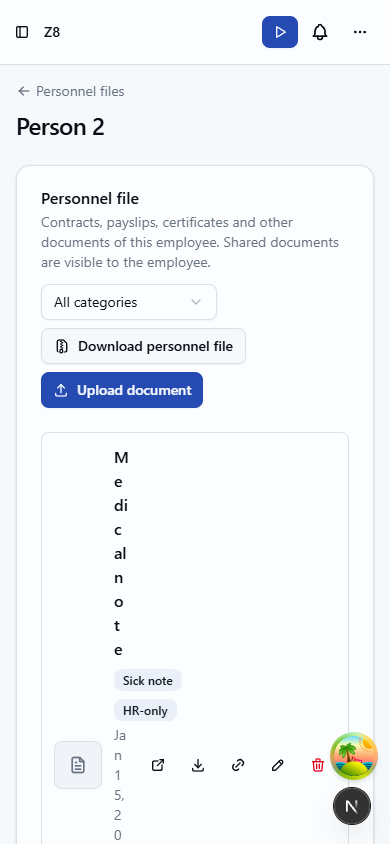 Z8
Personnel files
Person 2
Personnel file
Contracts, payslips, certificates and other
documents of this employee. Shared documents
are visible to the employee.
All categories
Download personnel file
Upload document
M
e
di
c
al
n
o
t
e
Sick note
HR-only
Ja
n
1
5,
2
0
N